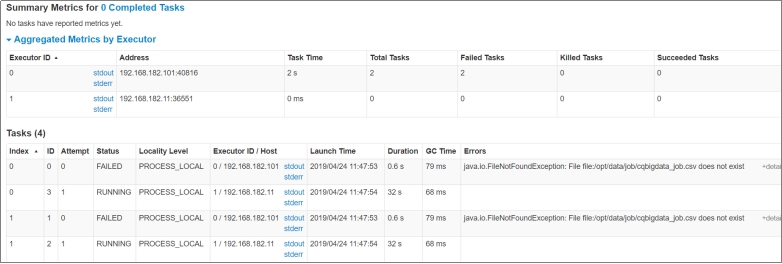 Summary Metrics for 0 Completed Tasks
No tasks have reported metrics yet.
Aggregated Metrics by Executor
Executor ID Address Task Time Total Tasks Failed Tasks Killed Tasks Succeeded Tasks
0 stdout 192.168.182.101:40816 2 s 2 2 0 0
stderr
1 stdout 192.168.182.11:36551 0 ms 0 0 0 0
stderr
Tasks (4)
Index ID Attempt Status Locality Level Executor ID / Host Launch Time Duration GC Time Errors
0 0 0 FAILED PROCESS_LOCAL 0 / 192.168.182.101 stdout 2019/04/24 11:47:53 0.6 s 79 ms java.io.FileNotFoundException: File file:/opt/data/job/cqbigdata_job.csv does not exist +detai
stderr
0 3 1 RUNNING PROCESS_LOCAL 1 / 192.168.182.11 stdout 2019/04/24 11:47:54 32 s 68 ms
stderr
1 1 0 FAILED PROCESS_LOCAL 0 / 192.168.182.101 stdout 2019/04/24 11:47:53 0.6 s 79 ms java.io.FileNotFoundException: File file:/opt/data/job/cqbigdata_job.csv does not exist +detai
stderr
1 2 1 RUNNING PROCESS_LOCAL 1 / 192.168.182.11 stdout 2019/04/24 11:47:54 32 s 68 ms
stderr